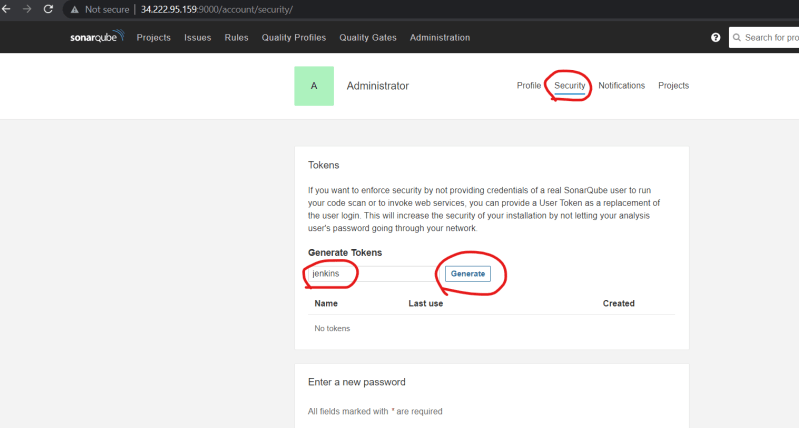 Not secure | 34.222.95.159:9000/account/security/
sonarqube Projects Issues Rules Quality Profiles Quality Gates Administration ? Search for pro
A Administrator Profile Security Notifications Projects
Tokens
If you want to enforce security by not providing credentials of a real SonarQube user to run
your code scan or to invoke web services, you can provide a User Token as a replacement of
the user login. This will increase the security of your installation by not letting your analysis
user's password going through your network.
Generate Tokens
jenkins Generate
Name Last use Created
No tokens
Enter a new password
All fields marked with * are required